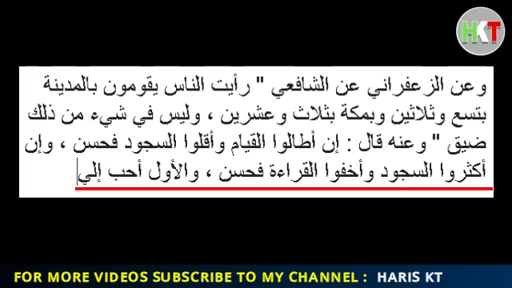 HKT
وعن الزعفراني عن الشافعي " رأيت الناس يقومون بالمدينة
بتسع وثلاثين وبمكة بثلاث وعشرين ، وليس في شيء من ذلك
ضيق " وعنه قال : إن أطالوا القيام وأقلوا السجود فحسن ، وإن
أكثروا السجود وأخفوا القراءة فحسن ، والأول أحب إلي
FOR MORE VIDEOS SUBSCRIBE TO MY CHANNEL : HARIS KT